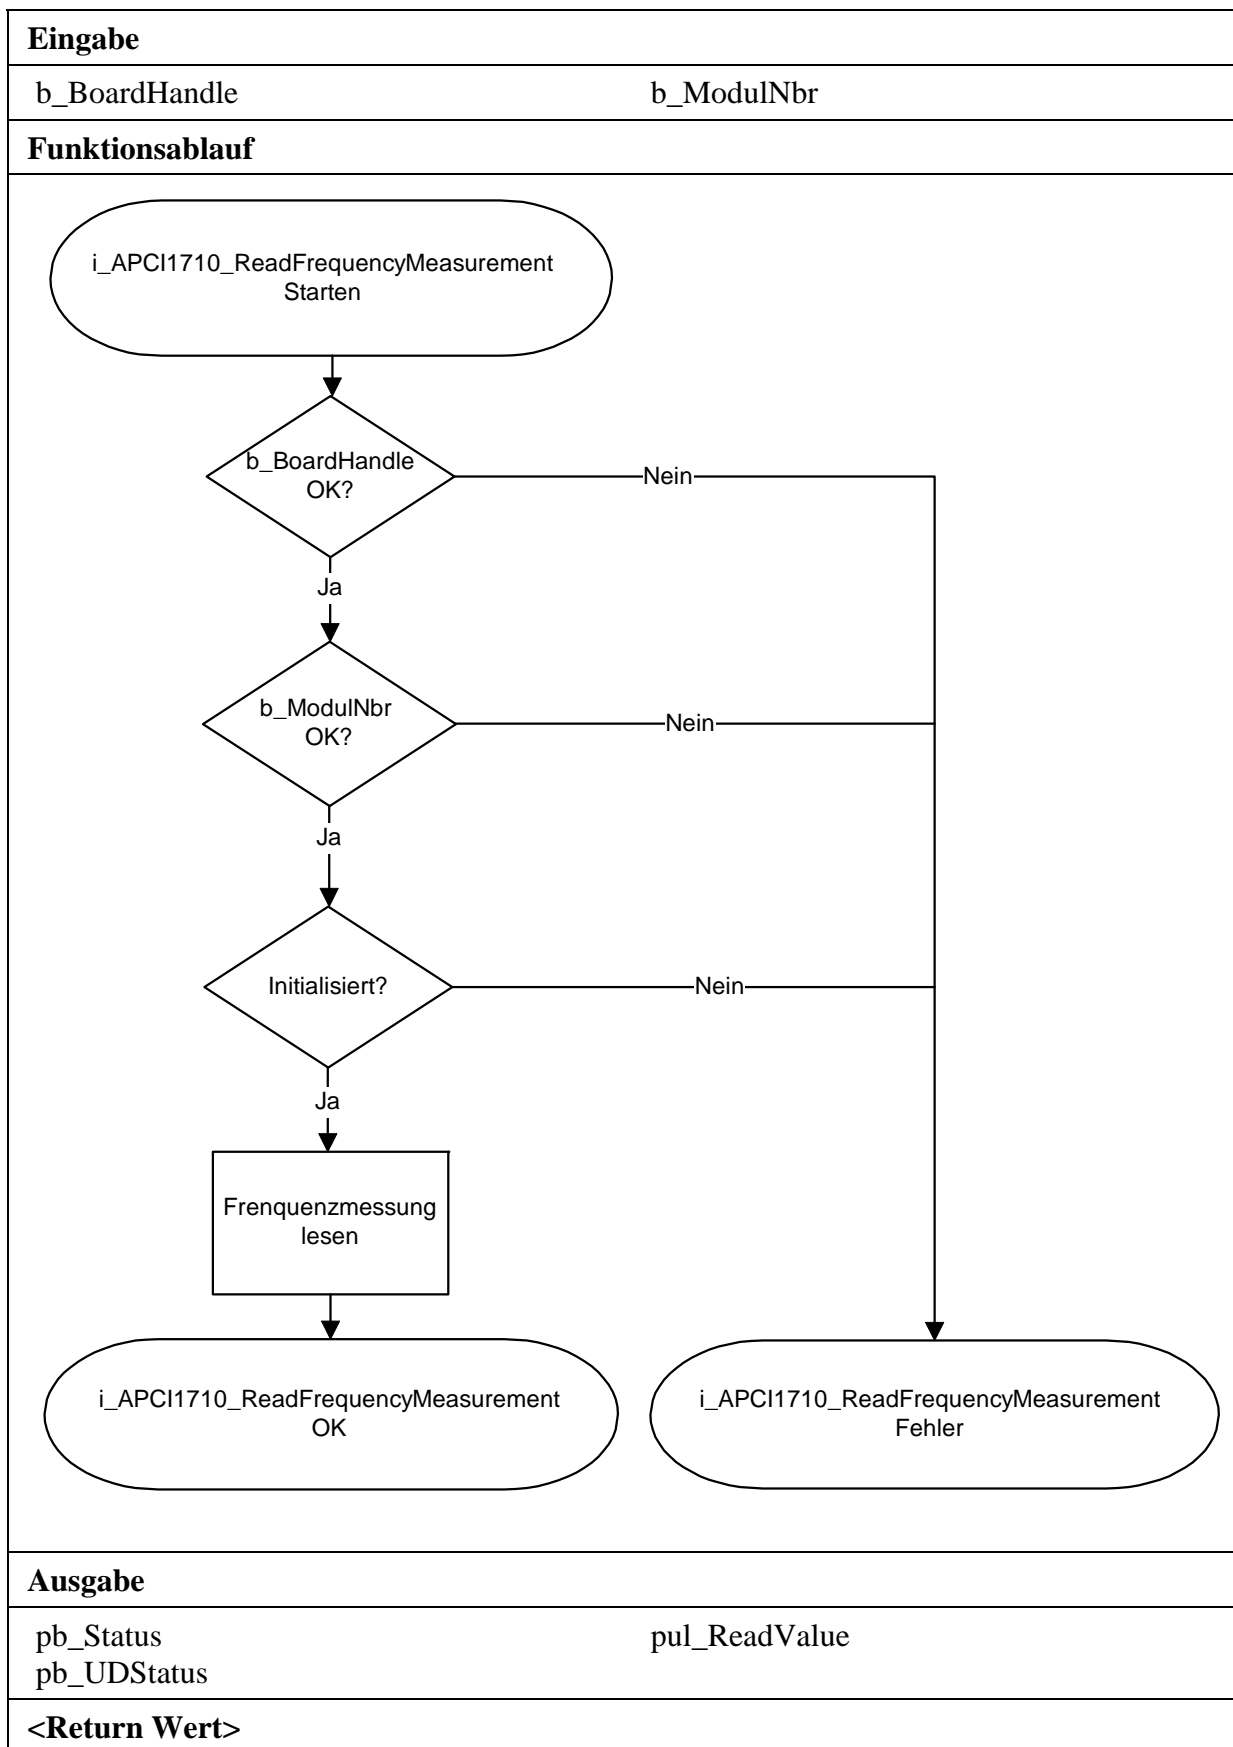 Eingabe
b_BoardHandle b_ModulNbr
Funktionsablauf
i_APCI1710_ReadFrequencyMeasurement
Starten
b_BoardHandle
OK?
Nein
Ja
b_ModulNbr
OK?
Nein
Ja
Initialisiert?
Nein
Ja
Frenquenzmessung
lesen
i_APCI1710_ReadFrequencyMeasurement
OK
i_APCI1710_ReadFrequencyMeasurement
Fehler
Ausgabe
pb_Status pul_ReadValue
pb_UDStatus
<Return Wert>